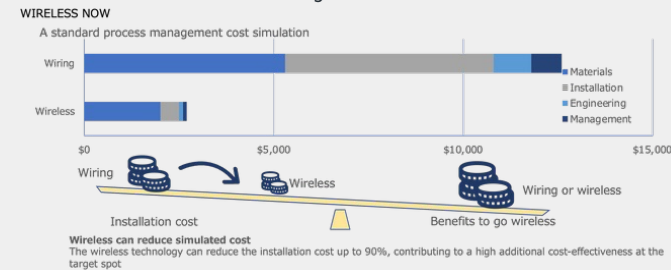 WIRELESS NOW
A standard process management cost simulation
Wiring
Wireless
Materials
Installation
Engineering
Management
$0
$5,000
$10,000
$15,000
Wiring
Wireless
Wiring or wireless
Installation cost
Benefits to go wireless
Wireless can reduce simulated cost
The wireless technology can reduce the installation cost up to 90%, contributing to a high additional cost-effectiveness at the
target spot